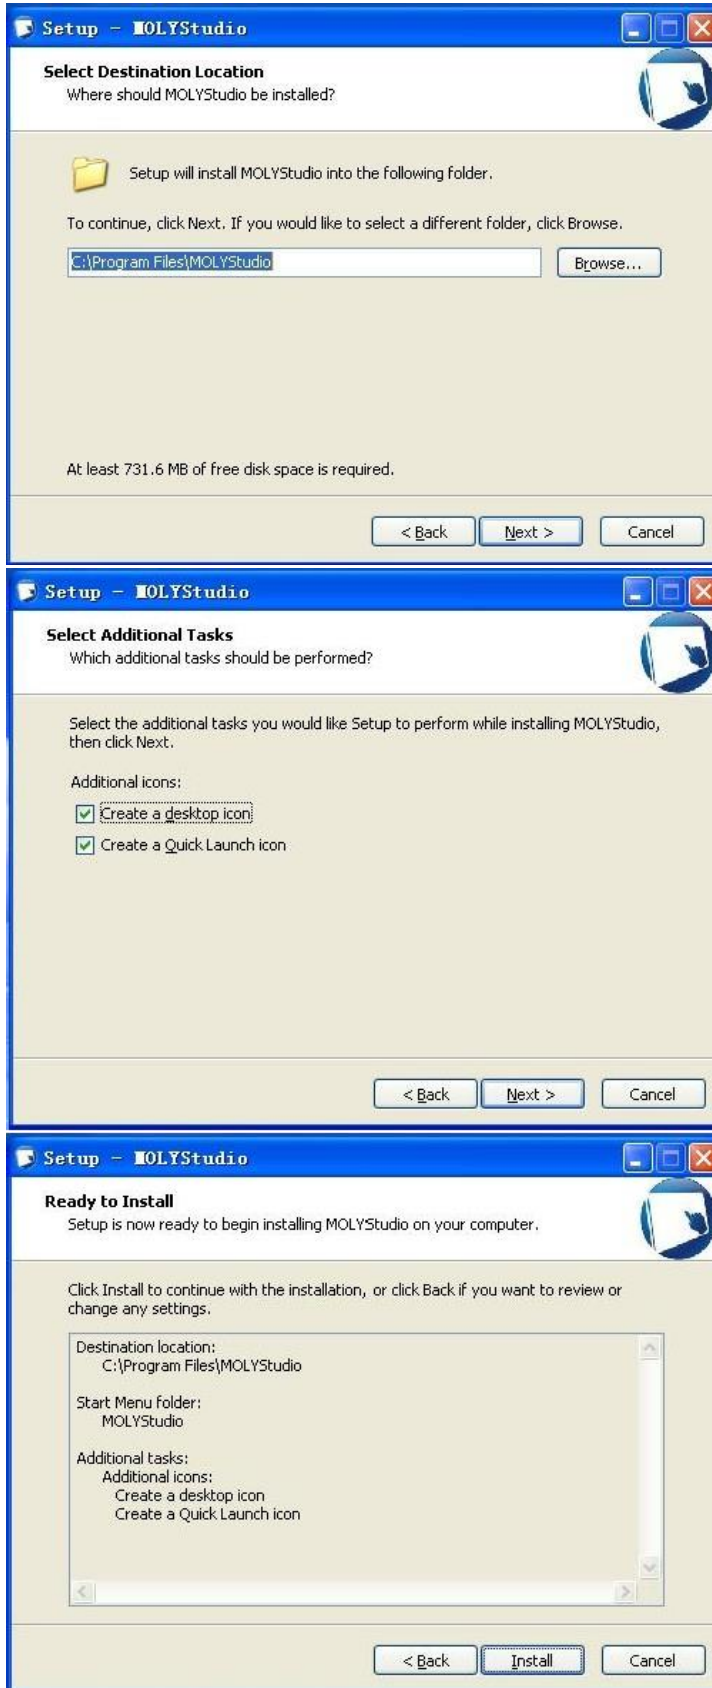 Setup - MOLYStudio
Select Destination Location
Where should MOLYStudio be installed?
Setup will install MOLYStudio into the following folder.
To continue, click Next. If you would like to select a different folder, click Browse.
C:\Program Files\MOLYStudio
Browse...
At least 731.6 MB of free disk space is required.
< Back Next > Cancel
Setup - MOLYStudio
Select Additional Tasks
Which additional tasks should be performed?
Select the additional tasks you would like Setup to perform while installing MOLYStudio,
then click Next.
Additional icons:
Create a desktop icon
Create a Quick Launch icon
< Back Next > Cancel
Setup - MOLYStudio
Ready to Install
Setup is now ready to begin installing MOLYStudio on your computer.
Click Install to continue with the installation, or click Back if you want to review or
change any settings.
Destination location:
C:\Program Files\MOLYStudio
Start Menu folder:
MOLYStudio
Additional tasks:
Additional icons:
Create a desktop icon
Create a Quick Launch icon
< Back Install Cancel